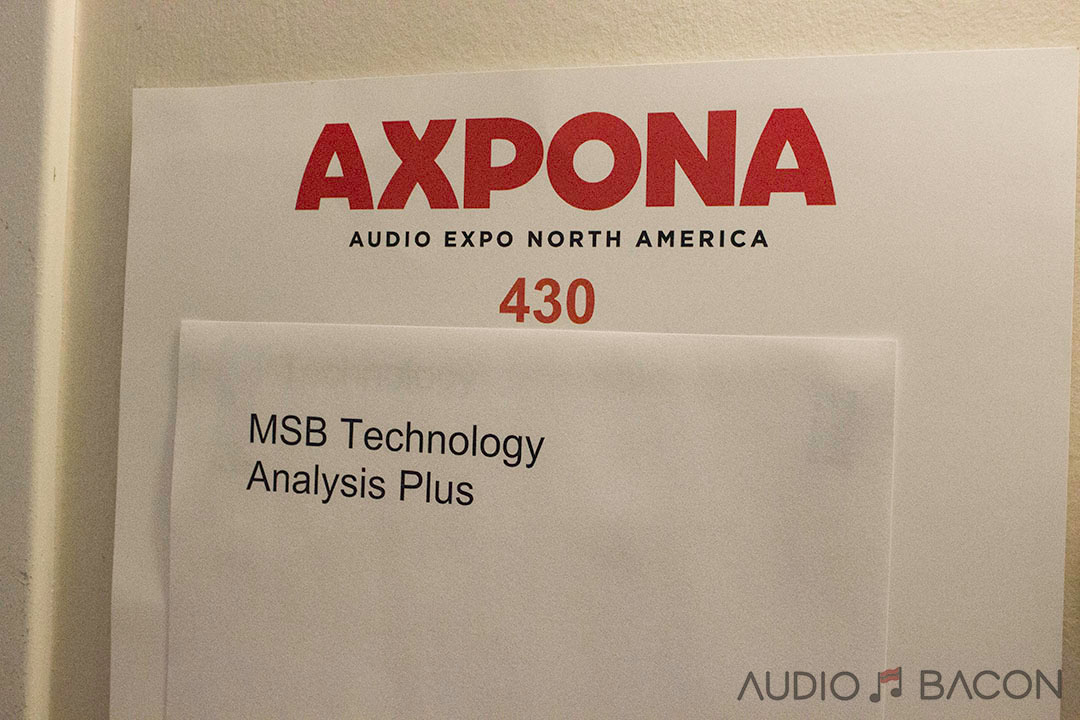 AXPONA
AUDIO EXPO NORTH AMERICA
430
MSB Technology
Analysis Plus
AUDIO BACON